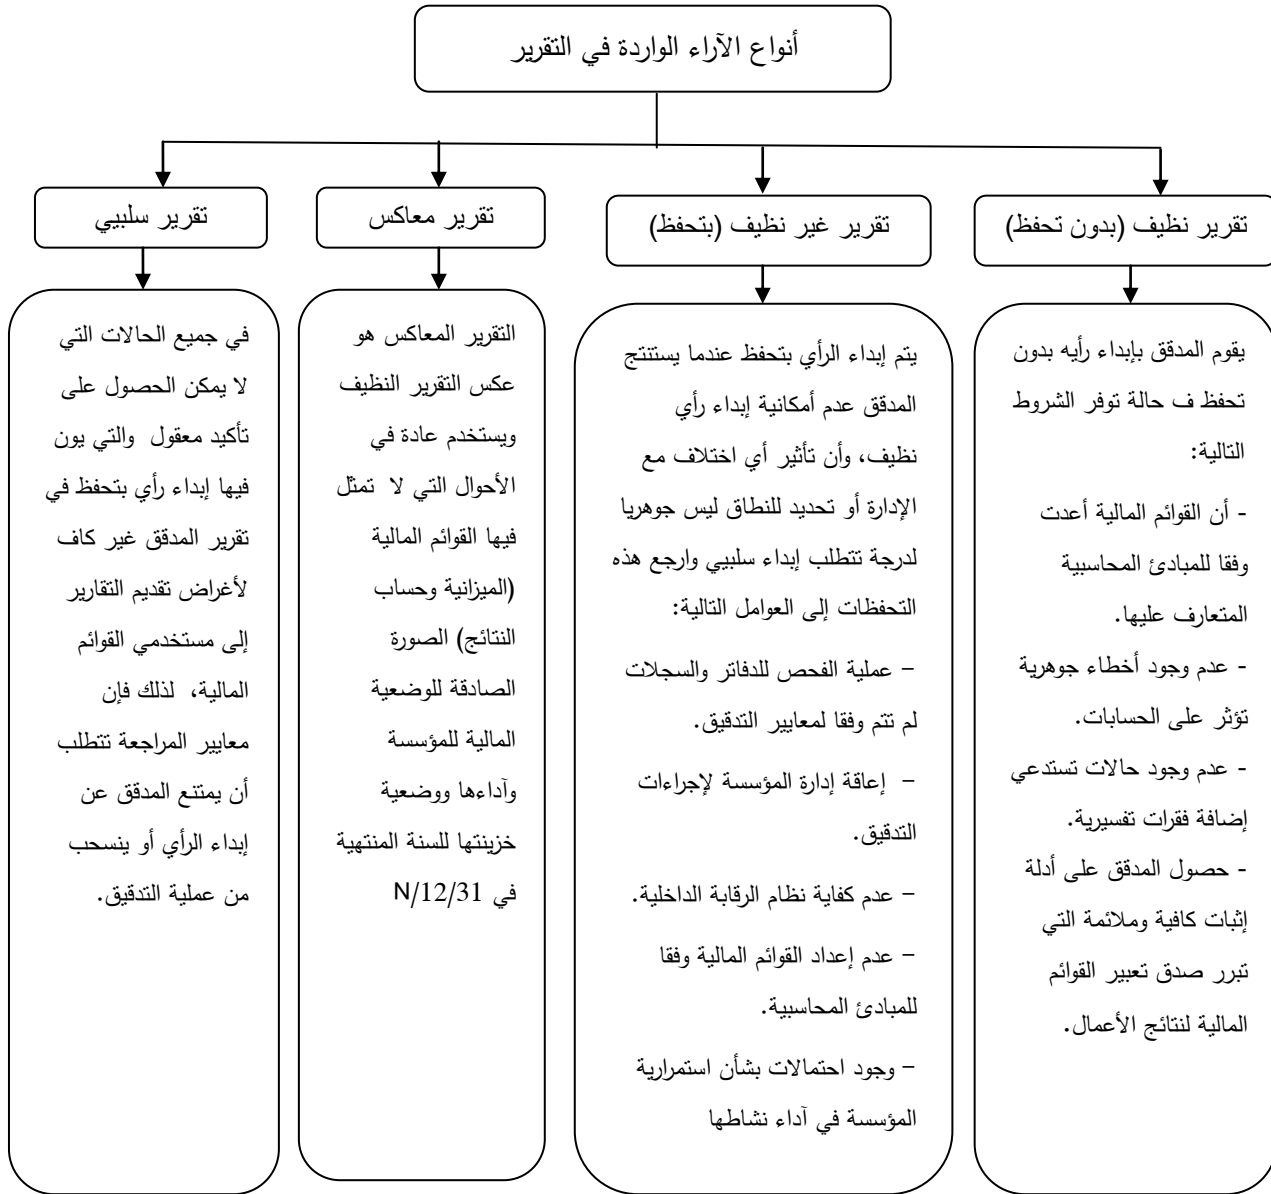 أنواع الآراء الواردة في التقرير
تقرير نظيف (بدون تحفظ)
يقوم المدقق بإبداء رأيه بدون
تحفظ ف حالة توفر الشروط
التالية:
- أن القوائم المالية أعدت
وفقا للمبادئ المحاسبية
المتعارف عليها.
- عدم وجود أخطاء جوهرية
تؤثر على الحسابات.
- عدم وجود حالات تستدعي
إضافة فقرات تفسيرية.
- حصول المدقق على أدلة
إثبات كافية وملائمة التي
تبرر صدق تعبير القوائم
المالية لنتائج الأعمال.
تقرير غير نظيف (بتحفظ)
يتم إبداء الرأي بتحفظ عندما يستنتج
المدقق عدم أمكانية إبداء رأي
نظيف، وأن تأثير أي اختلاف مع
الإدارة أو تحديد للنطاق ليس جوهريا
لدرجة تتطلب إبداء سلبيي وارجع هذه
التحفظات إلى العوامل التالية:
– عملية الفحص للدفاتر والسجلات
لم تتم وفقا لمعايير التدقيق.
– إعاقة إدارة المؤسسة لإجراءات
التدقيق.
– عدم كفاية نظام الرقابة الداخلية.
– عدم إعداد القوائم المالية وفقا
للمبادئ المحاسبية.
– وجود احتمالات بشأن استمرارية
المؤسسة في آداء نشاطها
تقرير معاكس
التقرير المعاكس هو
عكس التقرير النظيف
ويستخدم عادة في
الأحوال التي لا تمثل
فيها القوائم المالية
(الميزانية وحساب
النتائج) الصورة
الصادقة للوضعية
المالية للمؤسسة
وآداءها ووضعية
خزينتها للسنة المنتهية
في N/12/31
تقرير سلبيي
في جميع الحالات التي
لا يمكن الحصول على
تأكيد معقول والتي يون
فيها إبداء رأي بتحفظ في
تقرير المدقق غير كاف
لأغراض تقديم التقارير
إلى مستخدمي القوائم
المالية، لذلك فإن
معايير المراجعة تتطلب
أن يمتنع المدقق عن
إبداء الرأي أو ينسحب
من عملية التدقيق.